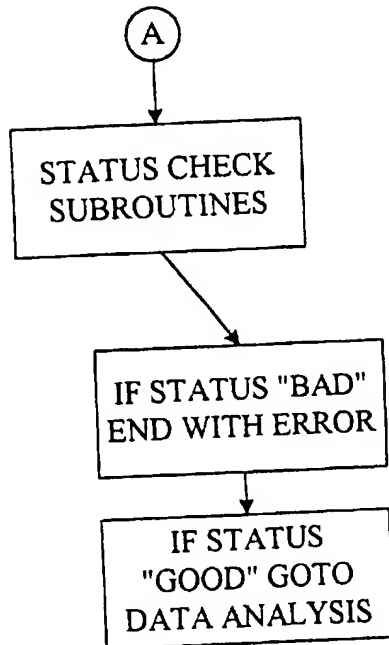 A
STATUS CHECK
SUBROUTINES
IF STATUS "BAD"
END WITH ERROR
IF STATUS
"GOOD" GOTO
DATA ANALYSIS